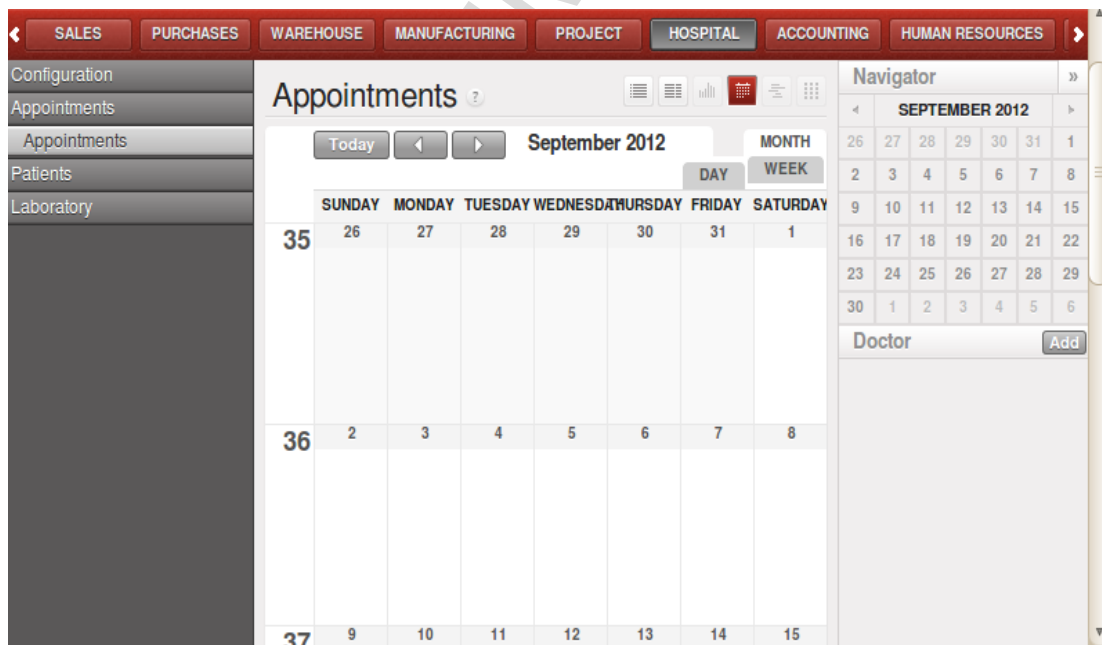 SALES PURCHASES WAREHOUSE MANUFACTURING PROJECT HOSPITAL ACCOUNTING HUMAN RESOURCES
Configuration
Appointments
Appointments
Patients
Laboratory
Appointments ?
Today September 2012 MONTH
DAY WEEK
SUNDAY MONDAY TUESDAY WEDNESDAY THURSDAY FRIDAY SATURDAY
35 26 27 28 29 30 31 1
36 2 3 4 5 6 7 8
37 9 10 11 12 13 14 15
Navigator »
SEPTEMBER 2012
26 27 28 29 30 31 1
2 3 4 5 6 7 8
9 10 11 12 13 14 15
16 17 18 19 20 21 22
23 24 25 26 27 28 29
30 1 2 3 4 5 6
Doctor Add